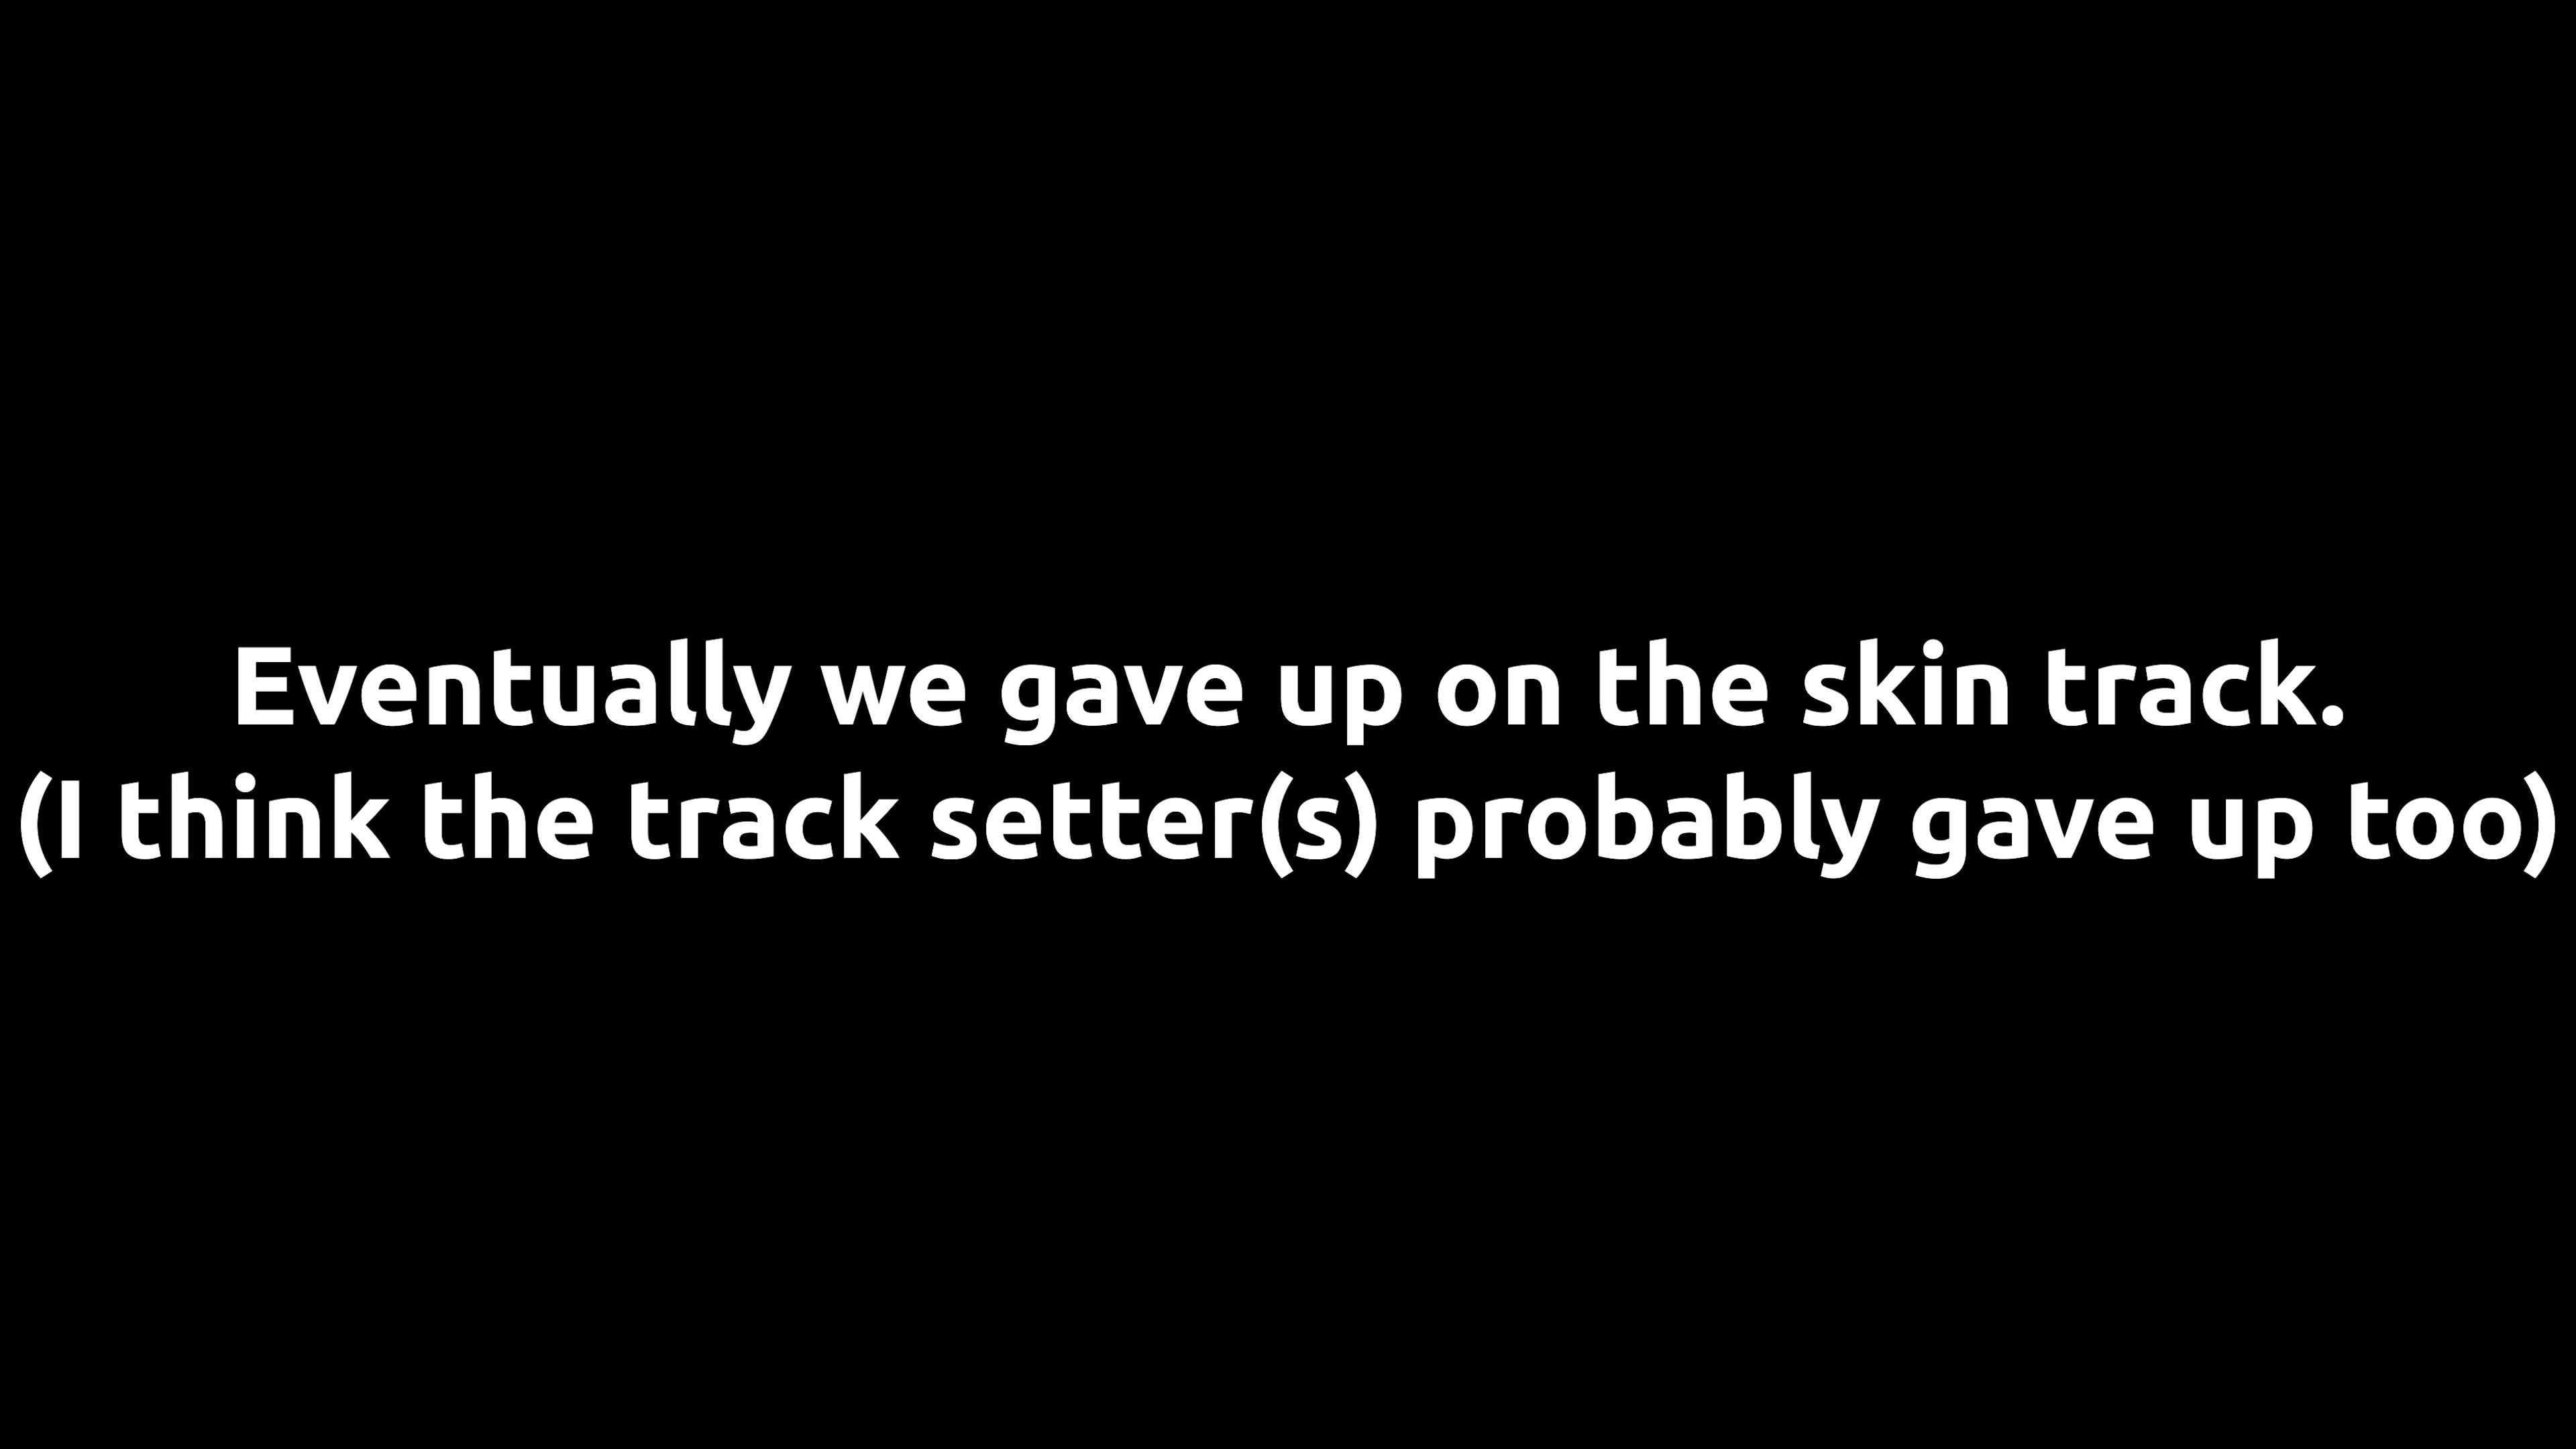 Eventually we gave up on the skin track.
(I think the track setter(s) probably gave up too)